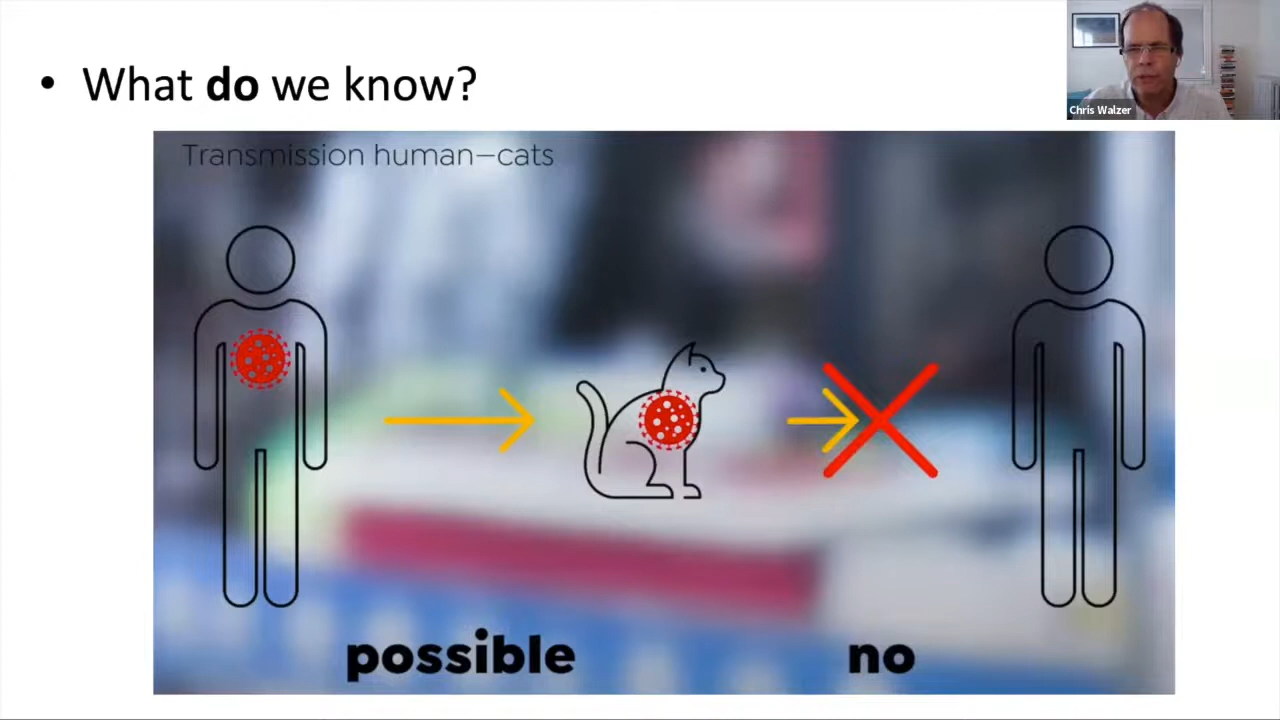 • What do we know?
Chris Walzer
Transmission human–cats
possible
no